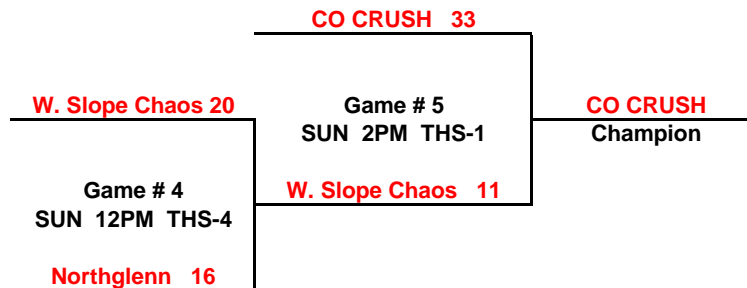 CO CRUSH 33
W. Slope Chaos 20
Game # 5
CO CRUSH
SUN 2PM THS-1
Champion
Game # 4
W. Slope Chaos 11
SUN 12PM THS-4
Northglenn 16